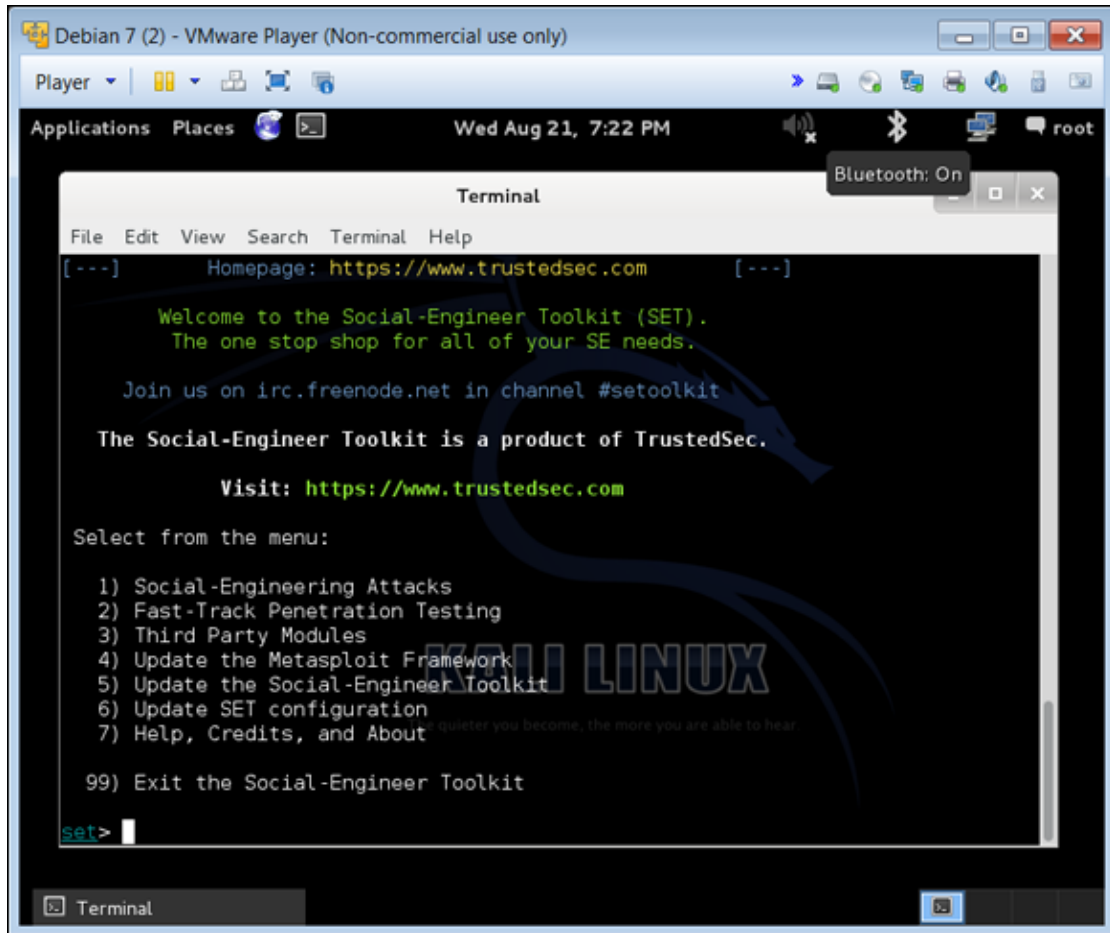 Debian 7 (2) - VMware Player (Non-commercial use only)
Player
Applications Places Wed Aug 21, 7:22 PM root
Bluetooth: On
Terminal
File Edit View Search Terminal Help
[---] Homepage: https://www.trustedsec.com [---]
Welcome to the Social-Engineer Toolkit (SET).
The one stop shop for all of your SE needs.
Join us on irc.freenode.net in channel #setoolkit
The Social-Engineer Toolkit is a product of TrustedSec.
Visit: https://www.trustedsec.com
Select from the menu:
1) Social-Engineering Attacks
2) Fast-Track Penetration Testing
3) Third Party Modules
4) Update the Metasploit Framework
5) Update the Social-Engineer Toolkit
6) Update SET configuration
7) Help, Credits, and About
KALI LINUX
The quieter you become, the more you are able to hear
99) Exit the Social-Engineer Toolkit
set>
Terminal